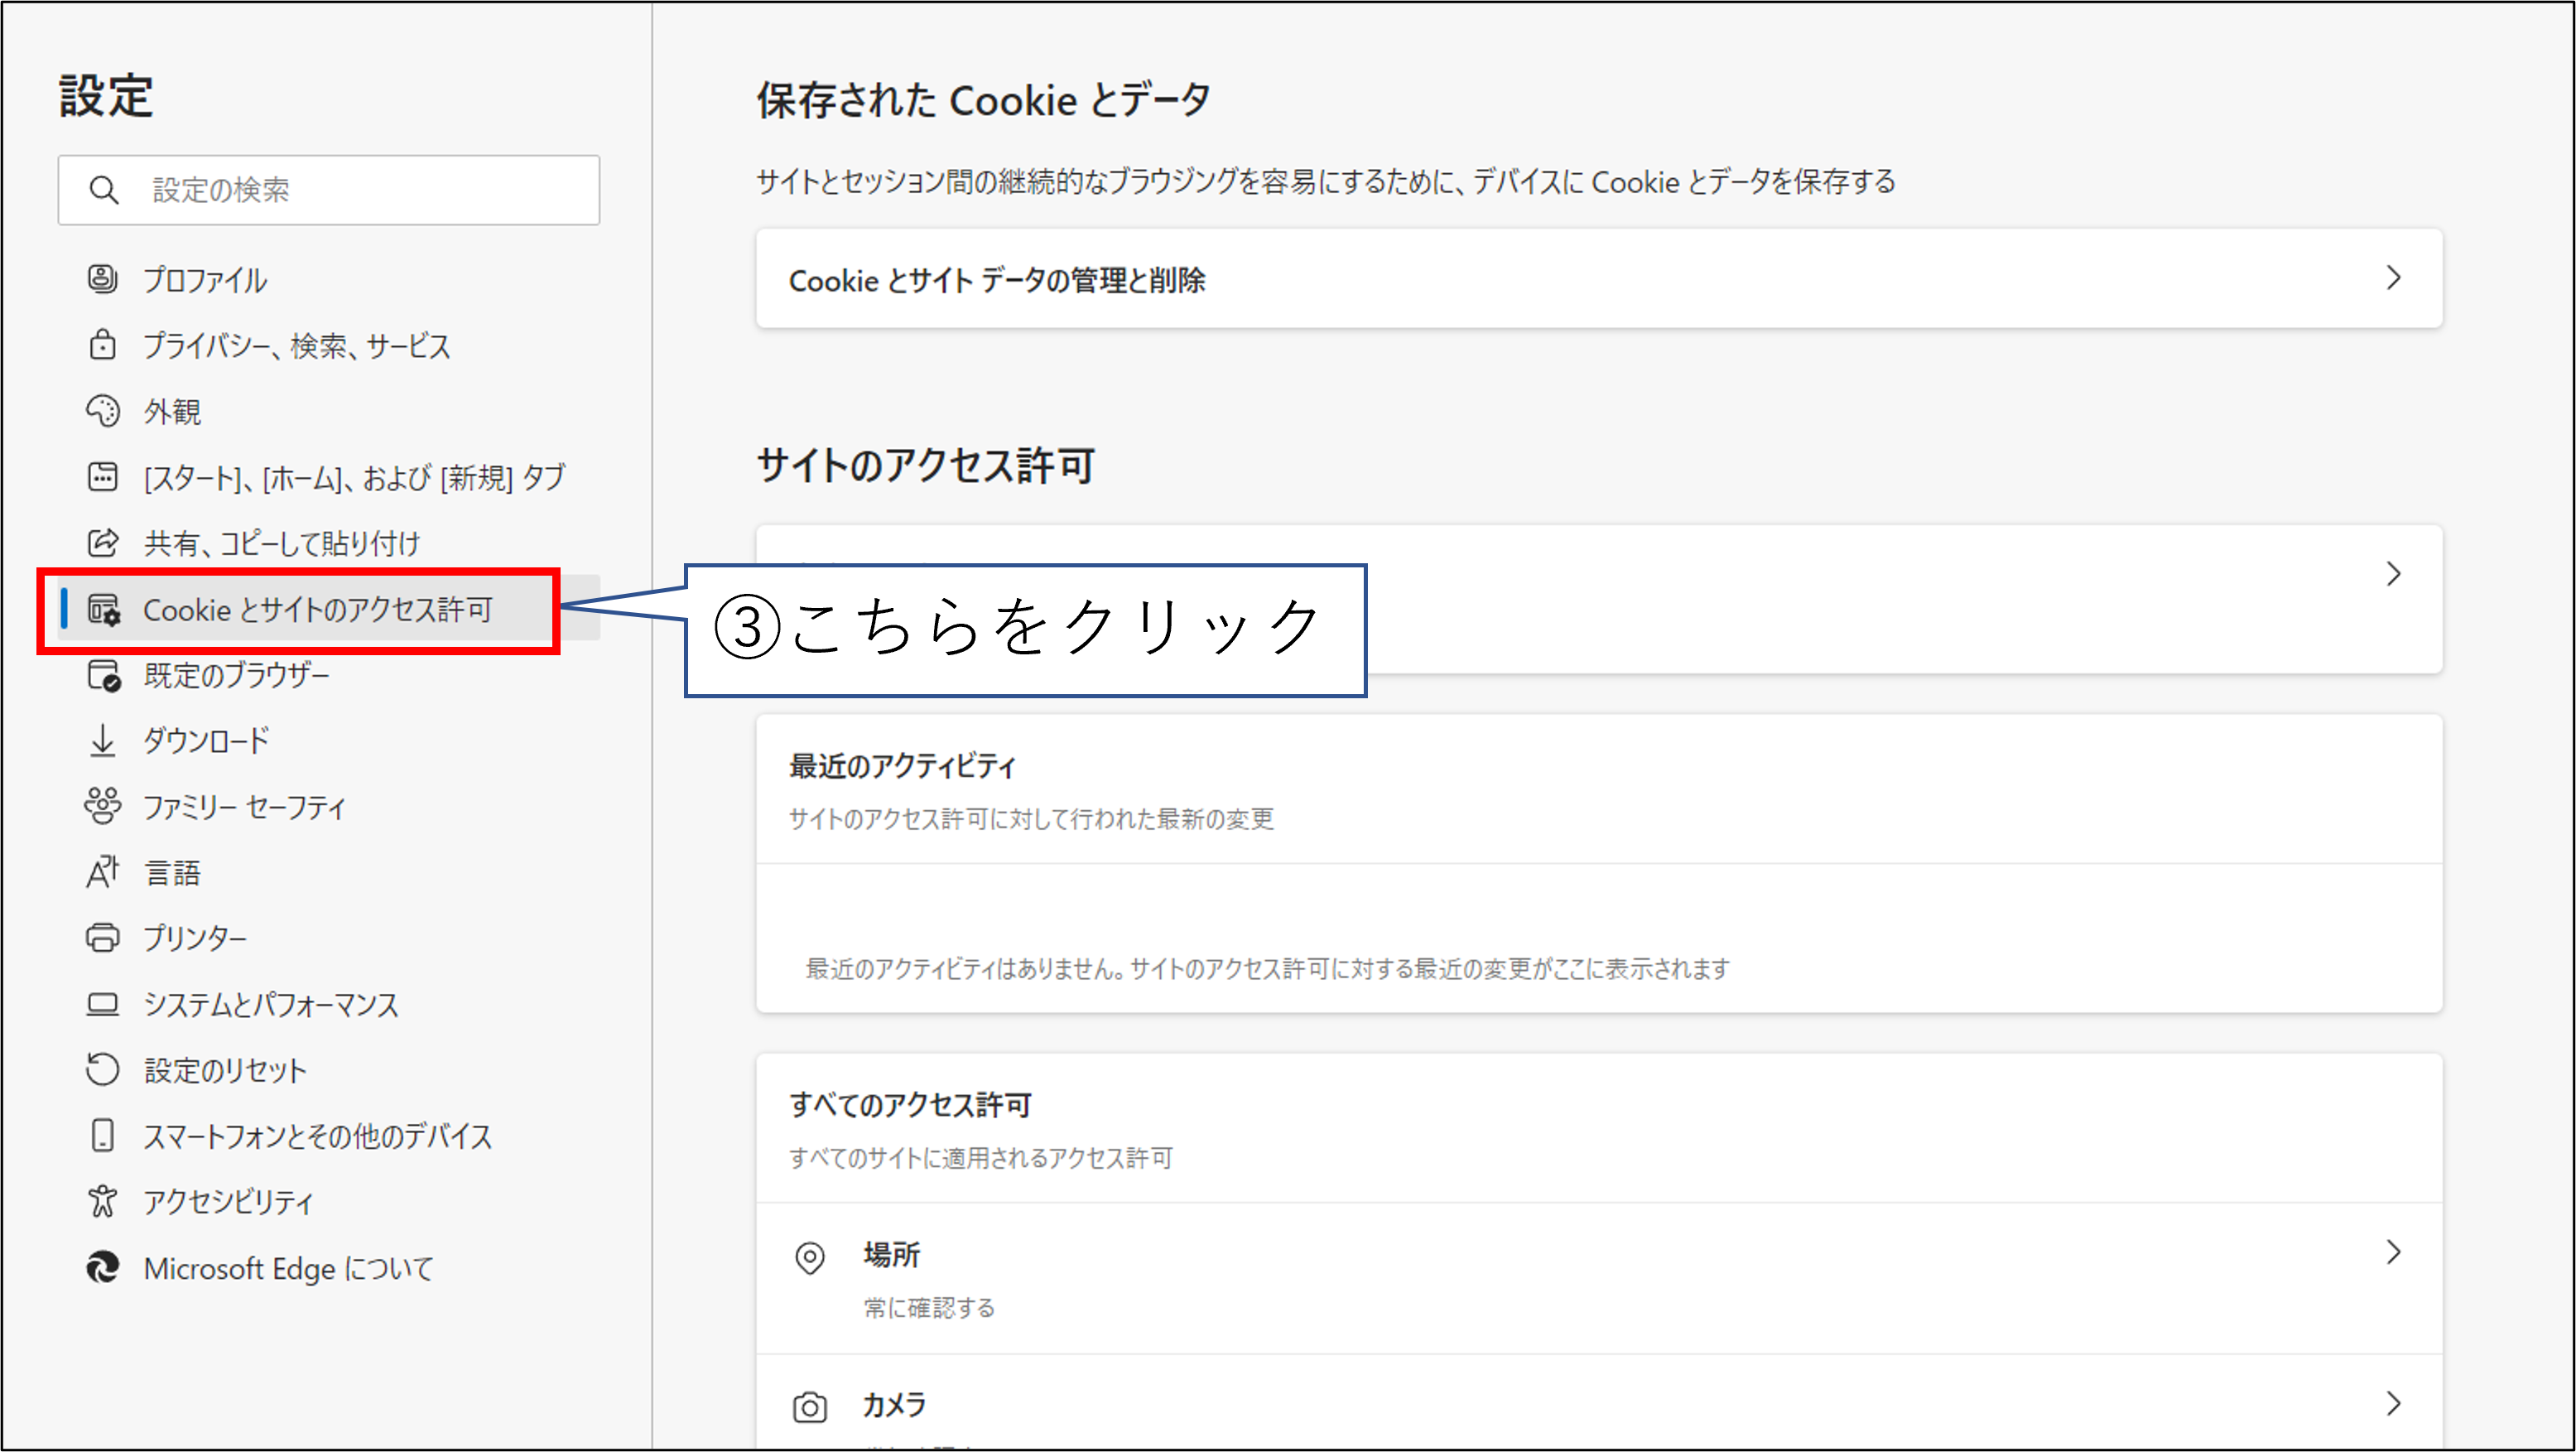 設定
設定の検索
プロファイル
プライバシー、検索、サービス
外観
[スタート]、[ホーム]、および [新規] タブ
共有、コピーして貼り付け
Cookie とサイトのアクセス許可
既定のブラウザー
ダウンロード
ファミリー セーフティ
言語
プリンター
システムとパフォーマンス
設定のリセット
スマートフォンとその他のデバイス
アクセシビリティ
Microsoft Edge について
保存された Cookie とデータ
サイトとセッション間の継続的なブラウジングを容易にするために、デバイスに Cookie とデータを保存する
Cookie とサイト データの管理と削除
サイトのアクセス許可
③こちらをクリック
最近のアクティビティ
サイトのアクセス許可に対して行われた最新の変更
最近のアクティビティはありません。サイトのアクセス許可に対する最近の変更がここに表示されます
すべてのアクセス許可
すべてのサイトに適用されるアクセス許可
場所
常に確認する
カメラ